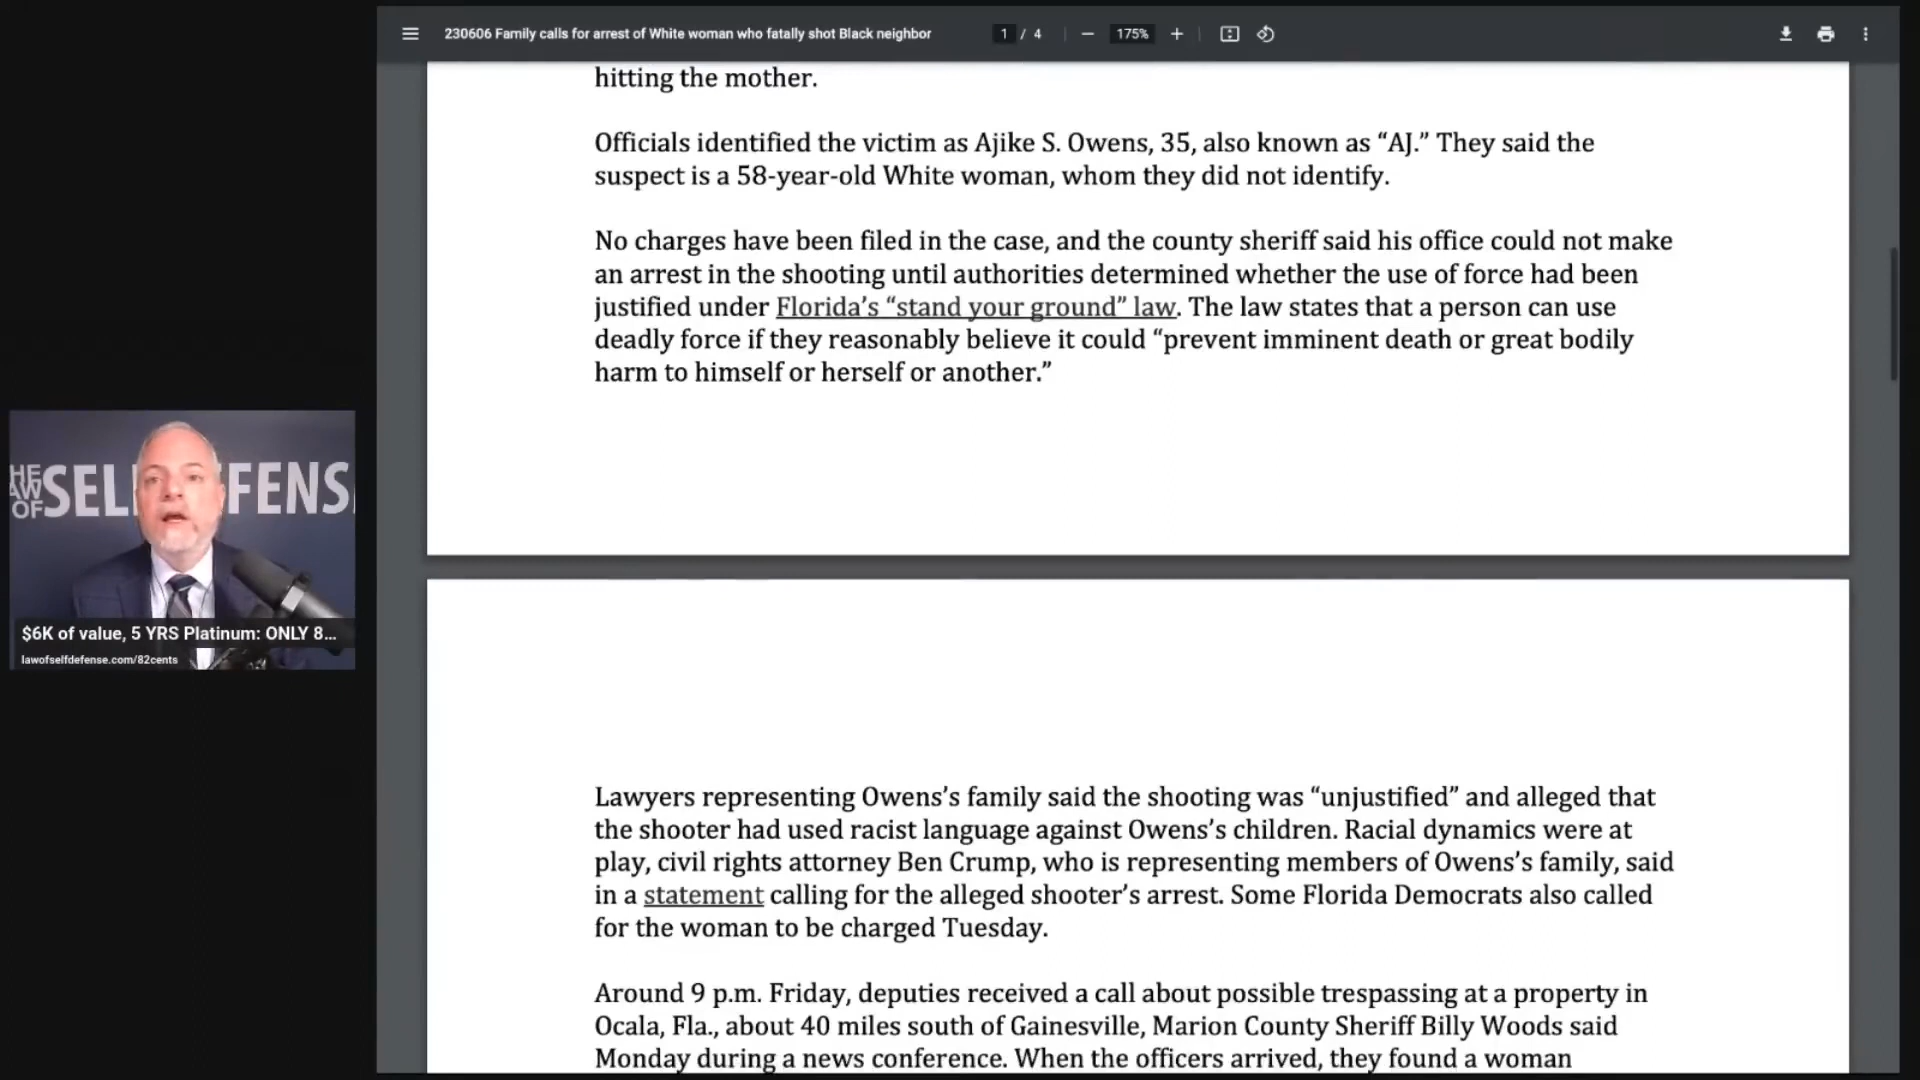 230606 Family calls for arrest of White woman who fatally shot Black neighbor
1 / 4
175%
hitting the mother.
Officials identified the victim as Ajike S. Owens, 35, also known as “AJ.” They said the
suspect is a 58-year-old White woman, whom they did not identify.
No charges have been filed in the case, and the county sheriff said his office could not make
an arrest in the shooting until authorities determined whether the use of force had been
justified under Florida’s “stand your ground” law. The law states that a person can use
deadly force if they reasonably believe it could “prevent imminent death or great bodily
harm to himself or herself or another.”
HE
AW
OF
SEL
FENS
$6K of value, 5 YRS Platinum: ONLY 8...
lawofselfdefense.com/82cents
Lawyers representing Owens’s family said the shooting was “unjustified” and alleged that
the shooter had used racist language against Owens’s children. Racial dynamics were at
play, civil rights attorney Ben Crump, who is representing members of Owens’s family, said
in a statement calling for the alleged shooter’s arrest. Some Florida Democrats also called
for the woman to be charged Tuesday.
Around 9 p.m. Friday, deputies received a call about possible trespassing at a property in
Ocala, Fla., about 40 miles south of Gainesville, Marion County Sheriff Billy Woods said
Monday during a news conference. When the officers arrived, they found a woman